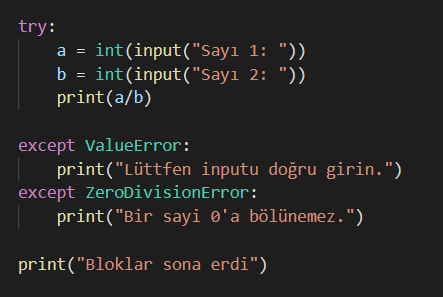 try:
    a = int(input("Sayı 1: "))
    b = int(input("Sayı 2: "))
    print(a/b)
except ValueError:
    print("Lüttfen inputu doğru girin.")
except ZeroDivisionError:
    print("Bir sayi 0'a bölünemez.")
print("Bloklar sona erdi")